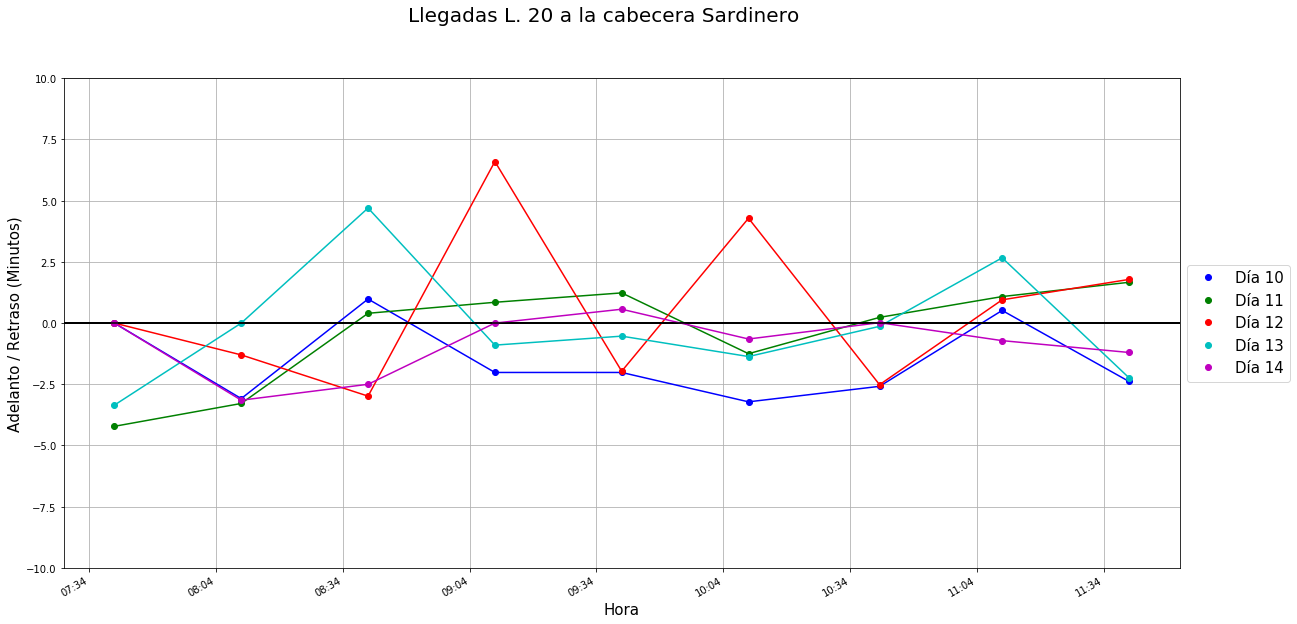 Llegadas L. 20 a la cabecera Sardinero
10.0
7.5
5.0
2.5
0.0
−2.5
−5.0
−7.5
−10.0
Adelanto / Retraso (Minutos)
07:34 08:04 08:34 09:04 09:34 10:04 10:34 11:04 11:34
Hora
Día 10
Día 11
Día 12
Día 13
Día 14